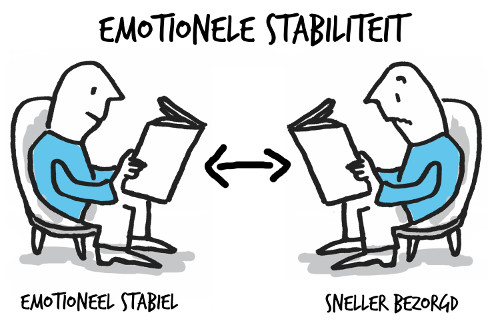 EMOTIONELE STABILITEIT
EMOTIONEEL STABIEL
SNELLER BEZORGD